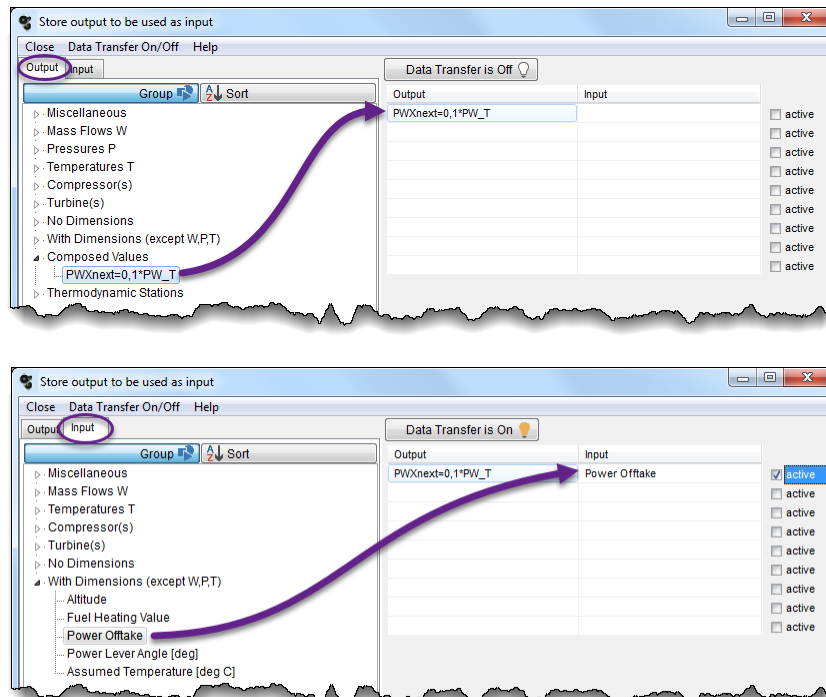 Store output to be used as input
Close Data Transfer On/Off Help
Output Input
Data Transfer is Off
Group A Z Sort
Output Input
Miscellaneous
PWXnext=0,1*PW_T
active
Mass Flows W
active
Pressures P
active
Temperatures T
active
Compressor(s)
active
Turbine(s)
active
No Dimensions
active
With Dimensions (except W,P,T)
active
Composed Values
active
PWXnext=0,1*PW_T
Thermodynamic Stations
Store output to be used as input
Close Data Transfer On/Off Help
Output Input
Data Transfer is On
Group A Z Sort
Output Input
Miscellaneous
PWXnext=0,1*PW_T Power Offtake
active
Mass Flows W
active
Temperatures T
active
Compressor(s)
active
Turbine(s)
active
No Dimensions
active
With Dimensions (except W,P,T)
active
Altitude
active
Fuel Heating Value
active
Power Offtake
Power Lever Angle [deg]
Assumed Temperature [deg C]